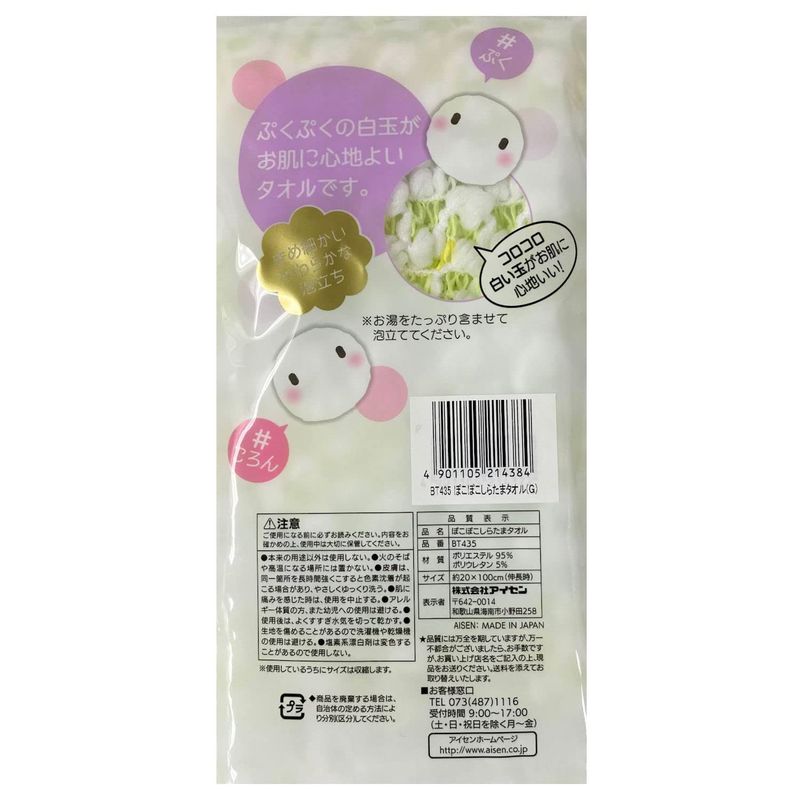 #
ぷく
ぷくぷくの白玉が
お肌に心地よい
タオルです。
きめ細かい
やわらかな
泡立ち
コロコロ
白い玉がお肌に
心地いい!
※お湯をたっぷり含ませて
泡立ててください。
#
ころん
4 901105 214384
BT435 ぽこぽこしらたまタオル(G)
⚠注意
ご使用になる前に必ずお読みください。内容をお
確かめの上、使用中は大切に保管してください。
●本来の用途以外は使用しない。●火のそば
や高温になる場所には置かない。●皮膚は、
同一箇所を長時間強くこすると色素沈着が起
こる場合があり、やさしくゆっくり洗う。●肌に
痛みを感じた時は、使用を中止する。●アレル
ギー体質の方、また幼児への使用は避ける。●
使用後は、よくすすぎ水気を切って乾かす。●
生地を傷めることがあるので洗濯機や乾燥機
の使用は避ける。●塩素系漂白剤は変色する
ことがあるので使用しない。
※使用しているうちにサイズは収縮します。
プラ
◆商品を廃棄する場合は、
自治体の定める方法によ
り分別(区分)してください。
品質表示
品名 ぽこぽこしらたまタオル
品番 BT435
材質 ポリエステル 95%
ポリウレタン 5%
サイズ 約20×100cm(伸長時)
表示者 株式会社アイセン
〒642-0014
和歌山県海南市小野田258
AISEN: MADE IN JAPAN
★品質には万全を期していますが、万一
不都合がございましたら、お手数です
が、お買い上げ店名をご記入の上、現
品をお送りください。送料を添えてお
取り替えいたします。
■お客様窓口
TEL 073(487)1116
受付時間 9:00〜17:00
(土・日・祝日を除く月〜金)
アイセンホームページ
http://www.aisen.co.jp